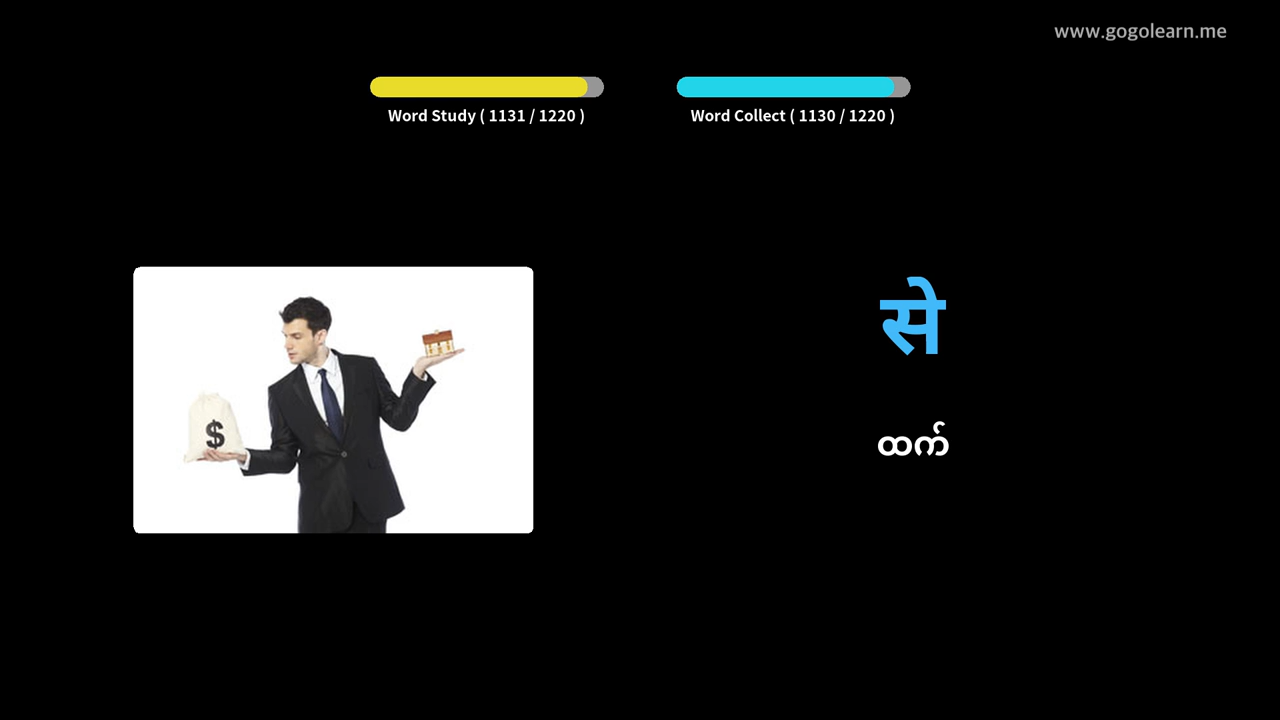 www.gogolearn.me
Word Study ( 1131 / 1220 )
Word Collect ( 1130 / 1220 )
से
$
ထက်